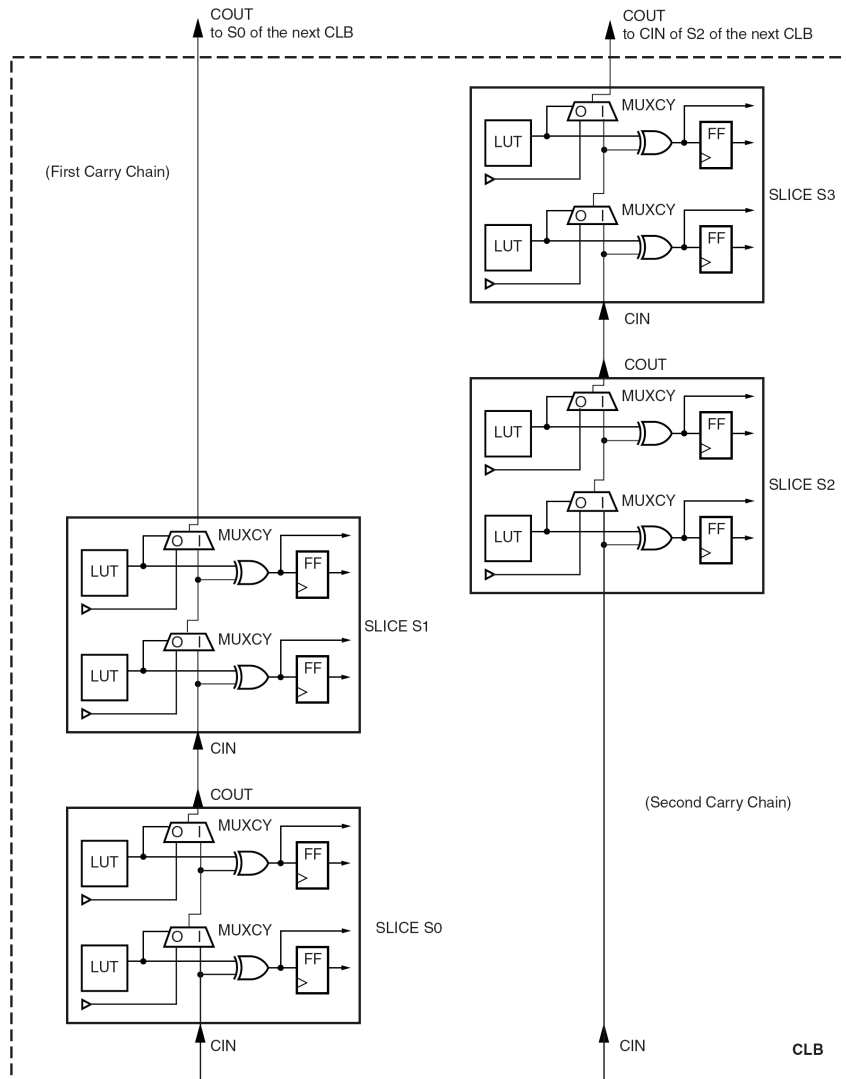 COUT
to S0 of the next CLB
COUT
to CIN of S2 of the next CLB
(First Carry Chain)
O I MUXCY
LUT
FF
SLICE S3
O I MUXCY
LUT
FF
CIN
COUT
O I MUXCY
LUT
FF
SLICE S2
O I MUXCY
LUT
FF
O I MUXCY
LUT
FF
SLICE S1
O I MUXCY
LUT
FF
CIN
COUT
(Second Carry Chain)
O I MUXCY
LUT
FF
SLICE S0
O I MUXCY
LUT
FF
CIN
CIN
CLB